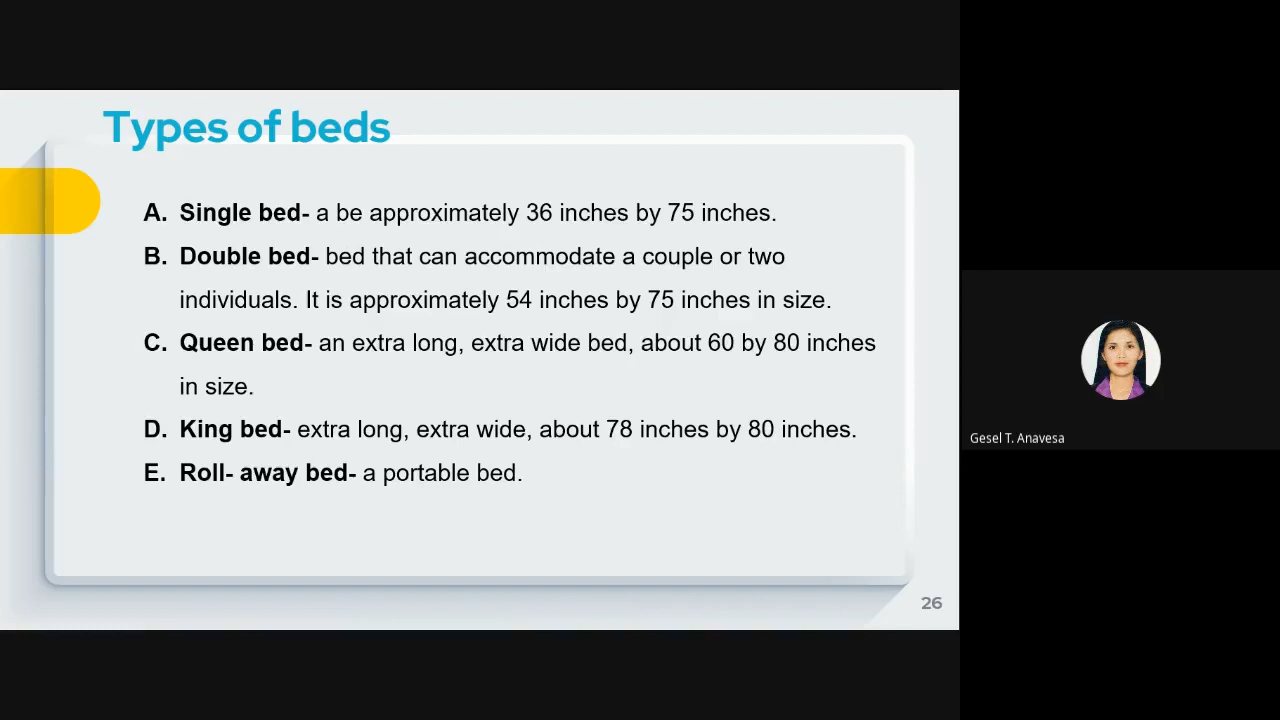 Types of beds
A. Single bed- a be approximately 36 inches by 75 inches.
B. Double bed- bed that can accommodate a couple or two
individuals. It is approximately 54 inches by 75 inches in size.
C. Queen bed- an extra long, extra wide bed, about 60 by 80 inches
in size.
D. King bed- extra long, extra wide, about 78 inches by 80 inches.
E. Roll- away bed- a portable bed.
26
Gesel T. Anavesa